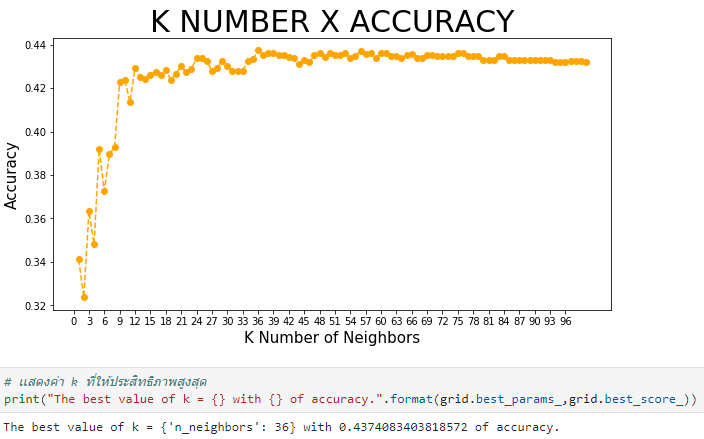 K NUMBER X ACCURACY
0.44
0.42
0.40
0.38
0.36
0.34
0.32
Accuracy
0 3 6 9 12 15 18 21 24 27 30 33 36 39 42 45 48 51 54 57 60 63 66 69 72 75 78 81 84 87 90 93 96
K Number of Neighbors
# แสดงค่า k ที่ให้ประสิทธิภาพสูงสุด
print("The best value of k = {} with {} of accuracy.".format(grid.best_params_,grid.best_score_))
The best value of k = {'n_neighbors': 36} with 0.4374083403818572 of accuracy.